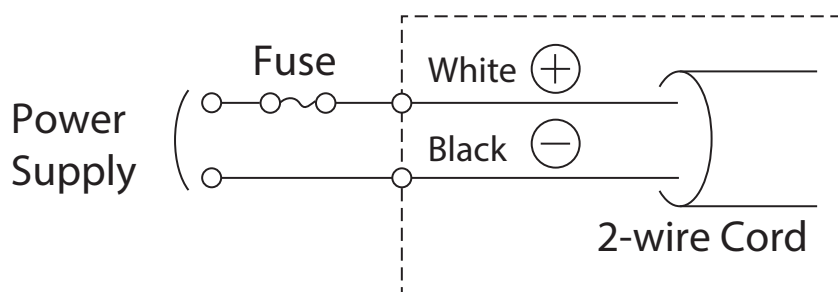 Fuse
White +
Power
Supply
Black −
2-wire Cord